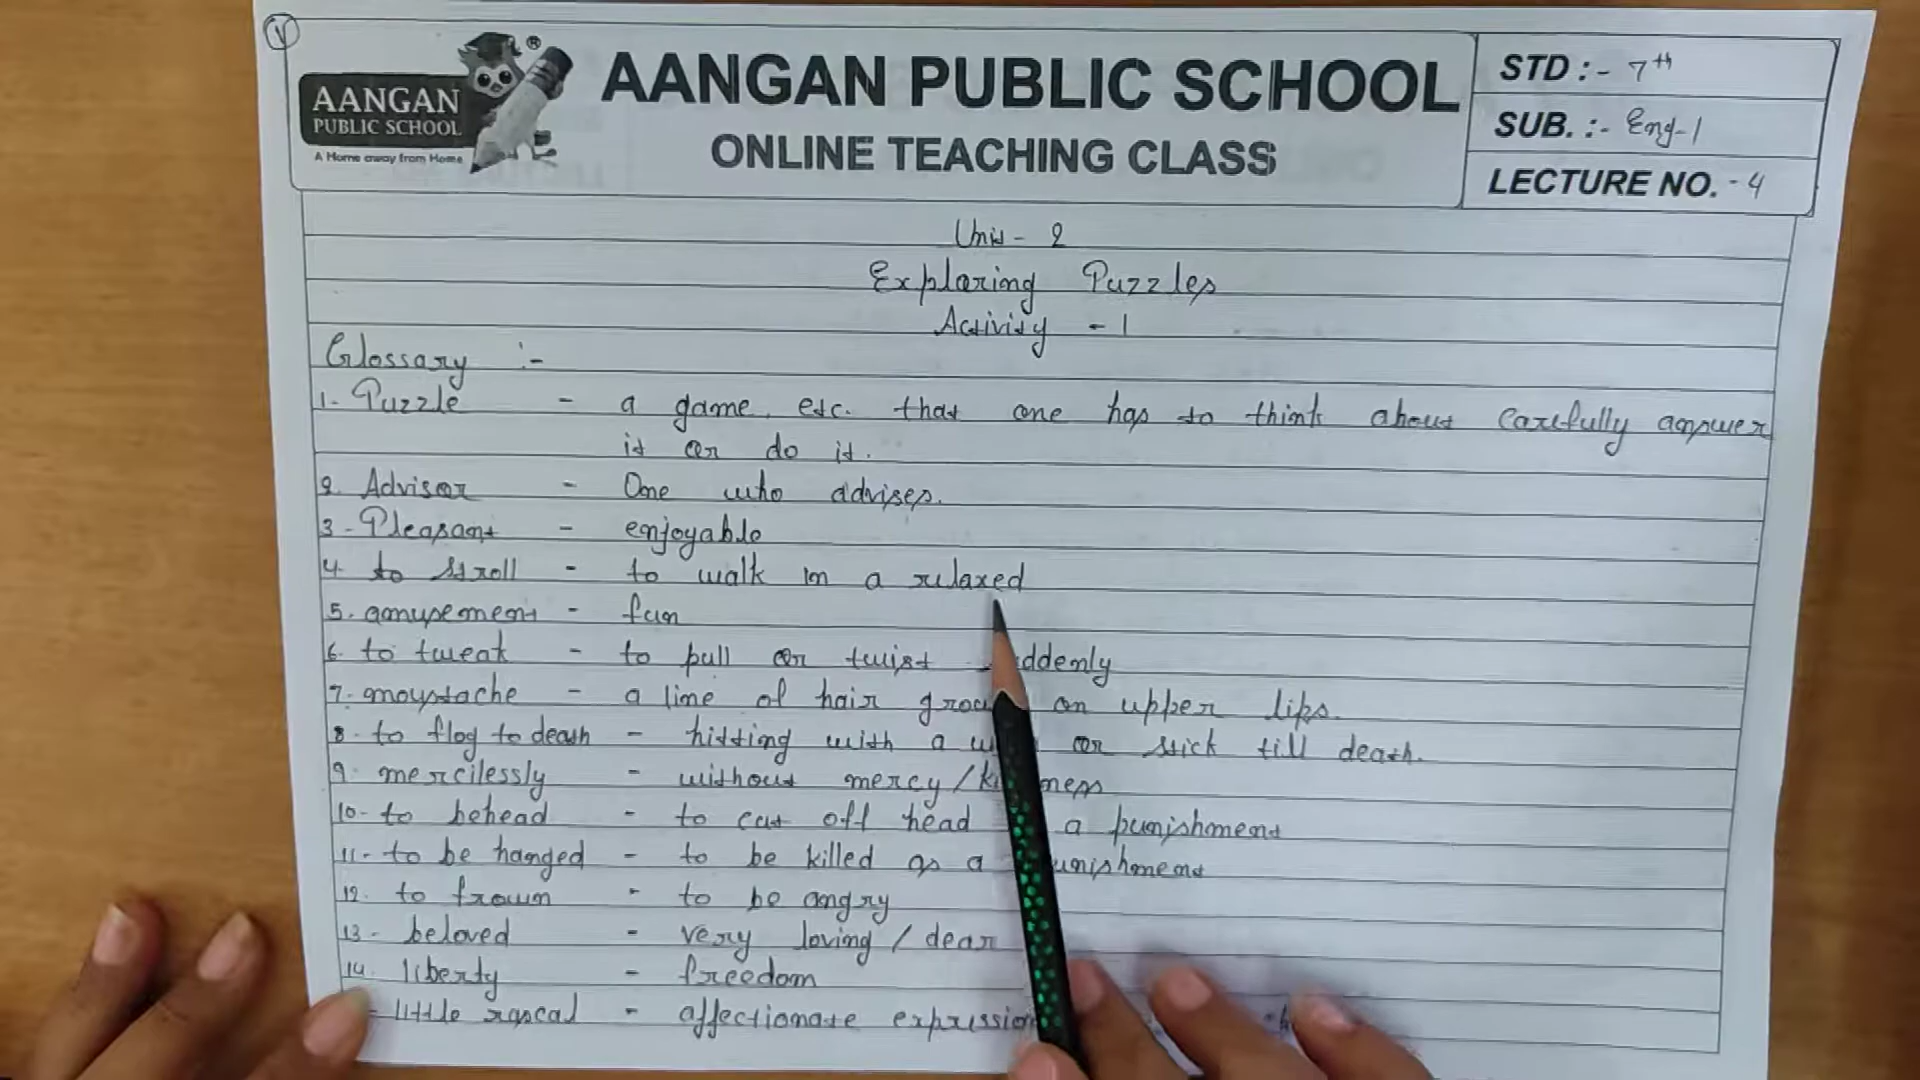 V
AANGAN
PUBLIC SCHOOL
A Home away from Home
®
AANGAN PUBLIC SCHOOL
ONLINE TEACHING CLASS
STD :- 7th
SUB. :- Eng-1
LECTURE NO. - 4
Unit - 2
Exploring Puzzles
Activity - 1
Glossary :-
1- Puzzle - a game, etc. that one has to think about carefully answer
it or do it.
2. Advisor - One who advises.
3- Pleasant - enjoyable
4. to stroll - to walk in a relaxed
5. amusement - fun
6. to tweak - to pull or twist ddenly
7. moustache - a line of hair on upper lips.
8. to flog to death - hitting with a or stick till death.
9. mercilessly - without mercy/
10- to behead - to cut off head a punishment
11- to be hanged - to be killed as a unishment
12. to frown - to be angry
13- beloved - very loving / dear
14. liberty - freedom
- little rascal - affectionate expression